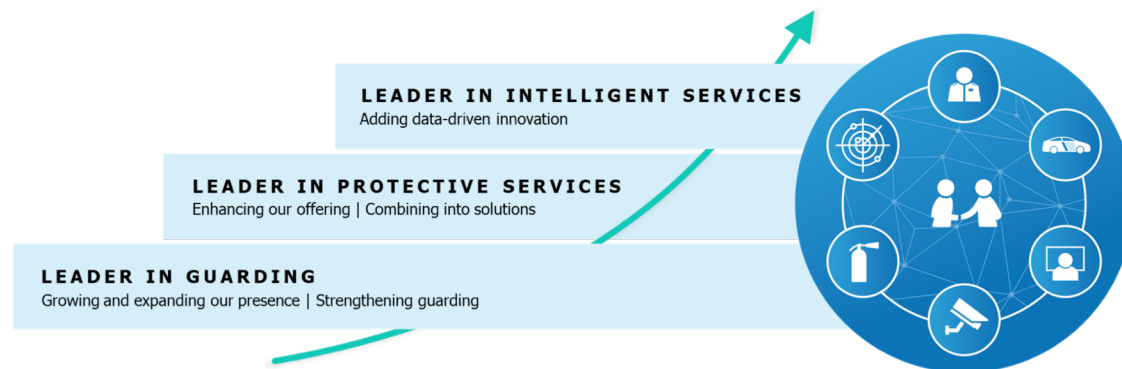 LEADER IN INTELLIGENT SERVICES
Adding data-driven innovation
LEADER IN PROTECTIVE SERVICES
Enhancing our offering | Combining into solutions
LEADER IN GUARDING
Growing and expanding our presence | Strengthening guarding